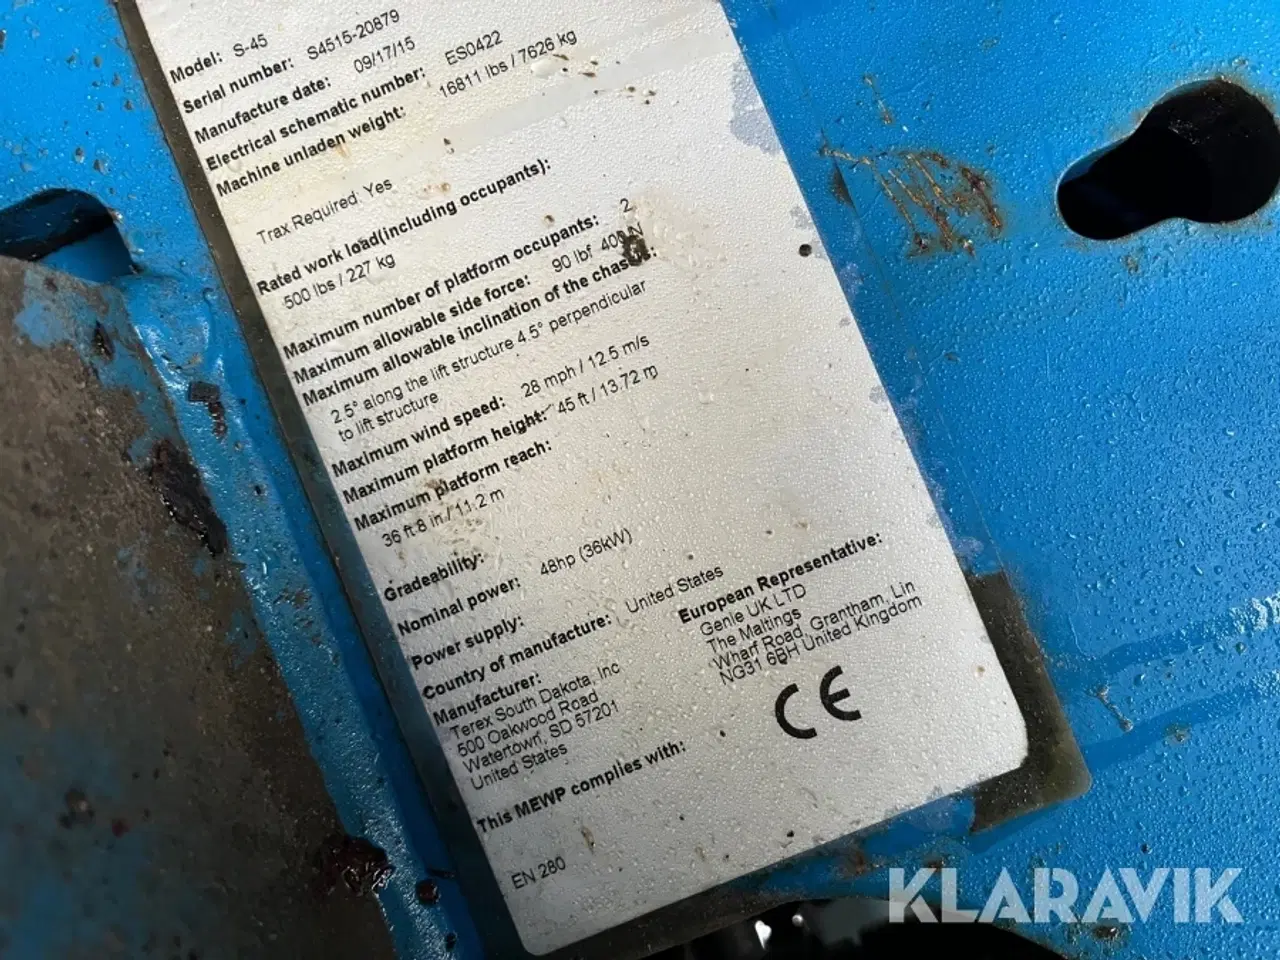 Model: S-45
Serial number: S4515-20879
Manufacture date: 09/17/15
Electrical schematic number: ES0422
Machine unladen weight: 16811 lbs / 7626 kg
Trax Required: Yes
Rated work load(including occupants):
500 lbs / 227 kg
Maximum number of platform occupants: 2
Maximum allowable side force: 90 lbf 400 N
Maximum allowable inclination of the chassis:
2.5° along the lift structure 4.5° perpendicular
to lift structure
Maximum wind speed: 28 mph / 12.5 m/s
Maximum platform height: 45 ft / 13.72 m
Maximum platform reach:
36 ft 8 in / 11.2 m
Gradeability:
Nominal power: 48hp (36kW)
Power supply:
Country of manufacture: United States
Manufacturer:
Terex South Dakota, Inc
500 Oakwood Road
Watertown, SD 57201
United States
European Representative:
Genie UK LTD
The Maltings
Wharf Road, Grantham, Lin
NG31 6BH United Kingdom
CE
This MEWP complies with:
EN 280
KLARAVIK